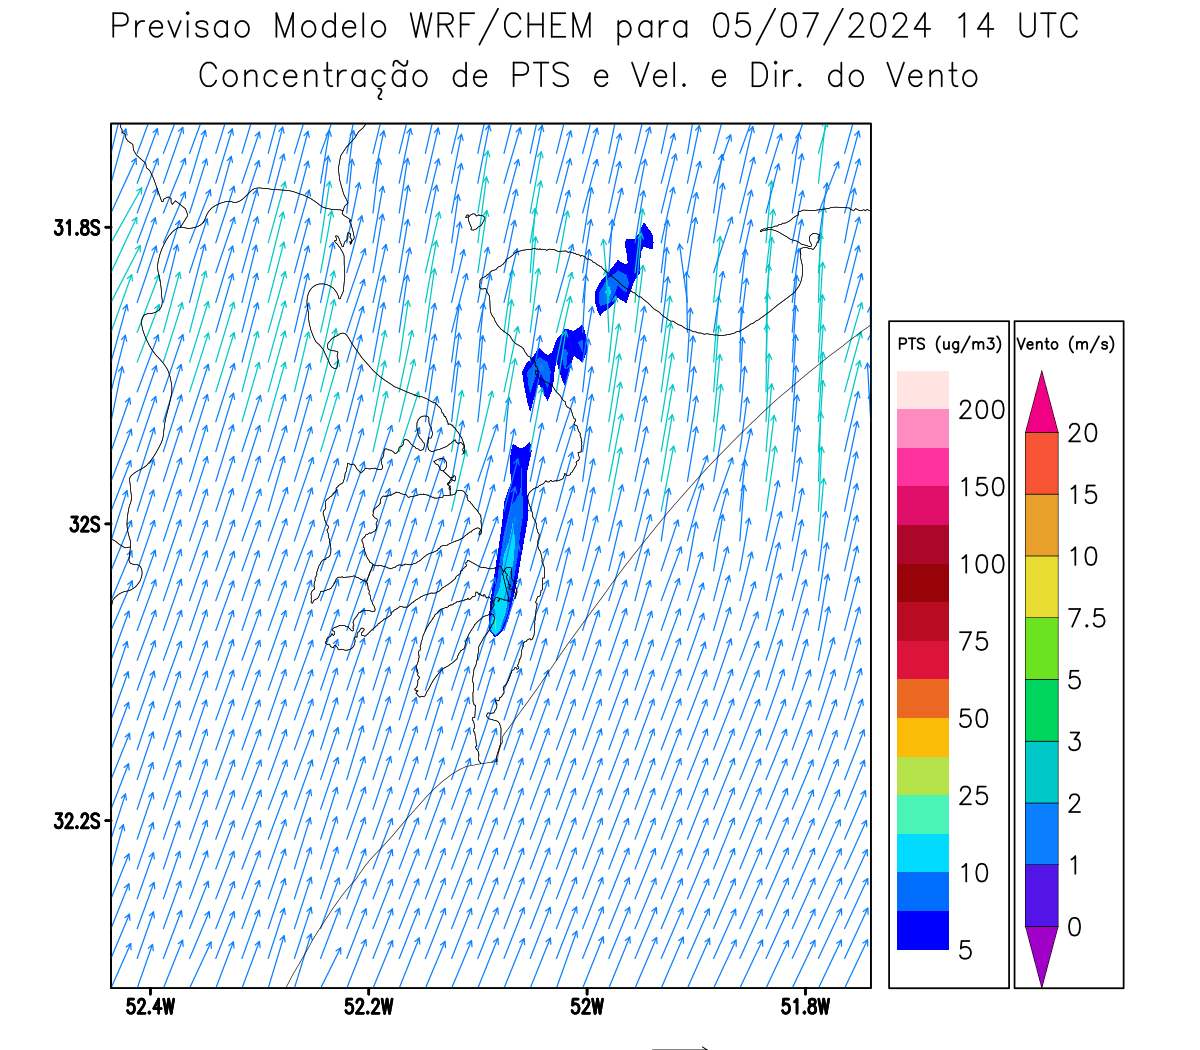 Previsao Modelo WRF/CHEM para 05/07/2024 14 UTC
Concentração de PTS e Vel. e Dir. do Vento
31.8S
32S
32.2S
52.4W
52.2W
52W
51.8W
PTS (ug/m3)
200
150
100
75
50
25
10
5
Vento (m/s)
20
15
10
7.5
5
3
2
1
0